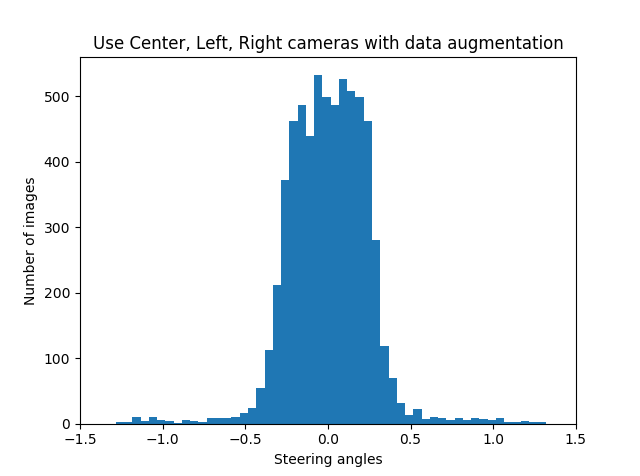 Use Center, Left, Right cameras with data augmentation
500
400
300
200
100
0
Number of images
−1.5 −1.0 −0.5 0.0 0.5 1.0 1.5
Steering angles